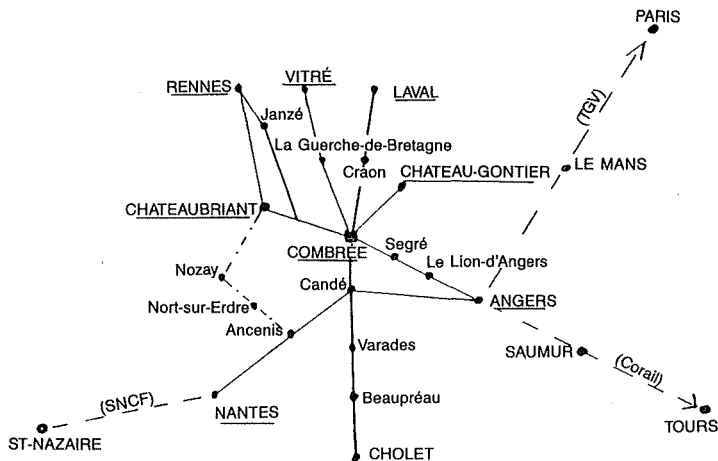 PARIS
RENNES
VITRÉ
LAVAL
(TGV)
Janzé
La Guerche-de-Bretagne
Craon
CHATEAU-GONTIER
LE MANS
CHATEAUBRIANT
COMBRÉE
Segré
Le Lion-d'Angers
Nozay
Candé
ANGERS
Nort-sur-Erdre
Ancenis
Varades
SAUMUR
(Corail)
Beaupréau
(SNCF)
NANTES
TOURS
ST-NAZAIRE
CHOLET